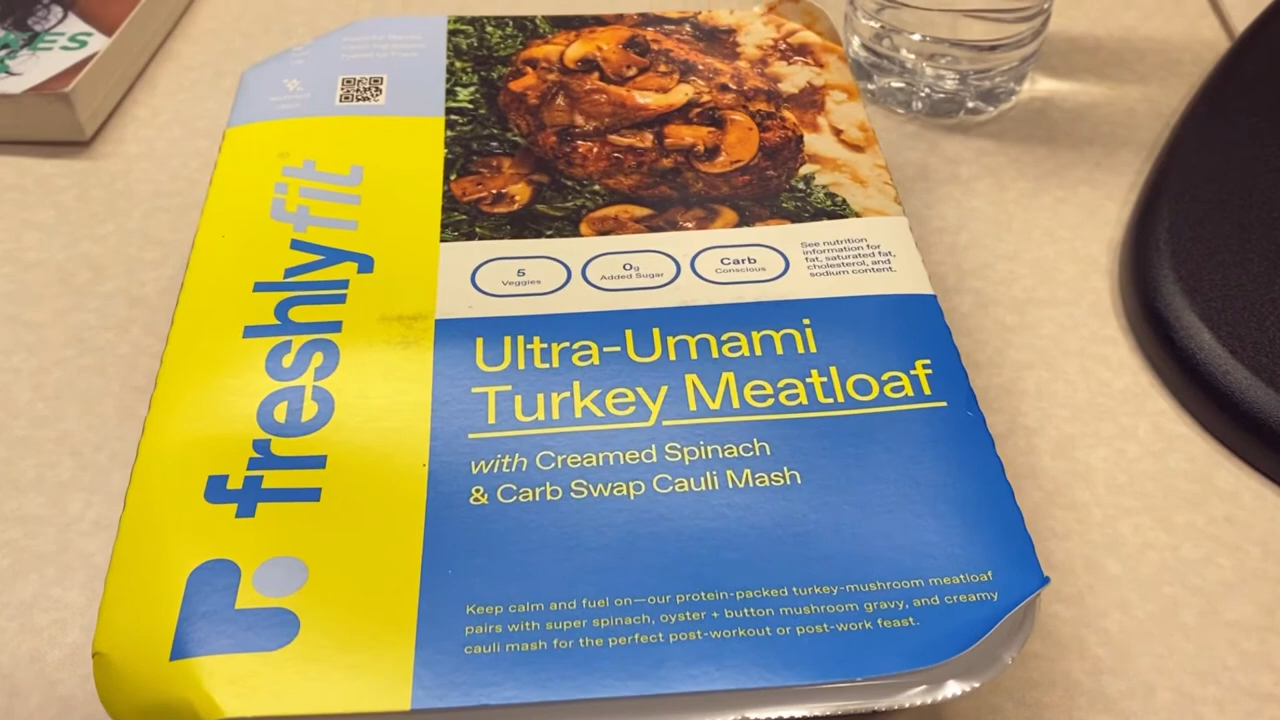 KES
freshlyfit
5
Veggies
0g
Added Sugar
Carb
Conscious
See nutrition
information for
fat, saturated fat,
cholesterol, and
sodium content.
Ultra-Umami
Turkey Meatloaf
with Creamed Spinach
& Carb Swap Cauli Mash
Keep calm and fuel on—our protein-packed turkey-mushroom meatloaf
pairs with super spinach, oyster + button mushroom gravy, and creamy
cauli mash for the perfect post-workout or post-work feast.